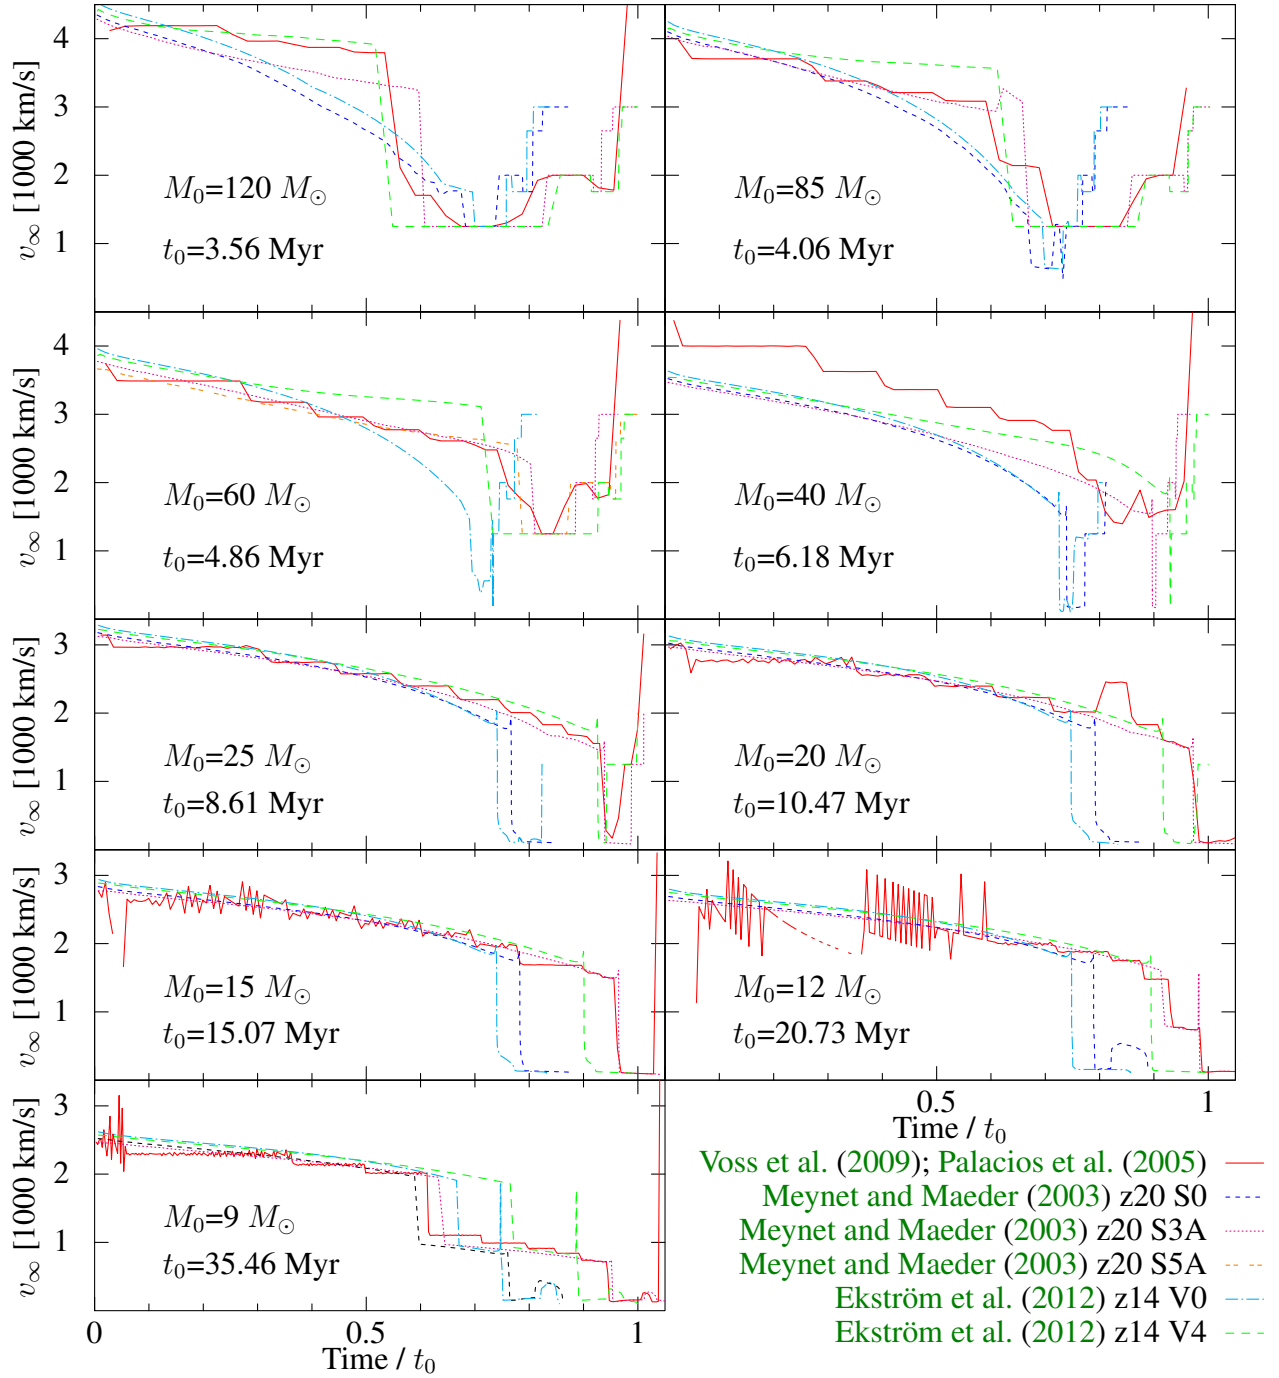 4
3
2
1
v∞ [1000 km/s]
M₀=120 M⊙
t₀=3.56 Myr
M₀=85 M⊙
t₀=4.06 Myr
4
3
2
1
v∞ [1000 km/s]
M₀=60 M⊙
t₀=4.86 Myr
M₀=40 M⊙
t₀=6.18 Myr
3
2
1
v∞ [1000 km/s]
M₀=25 M⊙
t₀=8.61 Myr
M₀=20 M⊙
t₀=10.47 Myr
3
2
1
v∞ [1000 km/s]
M₀=15 M⊙
t₀=15.07 Myr
M₀=12 M⊙
t₀=20.73 Myr
0.5 1
Time / t₀
3
2
1
v∞ [1000 km/s]
M₀=9 M⊙
t₀=35.46 Myr
0 0.5 1
Time / t₀
Voss et al. (2009); Palacios et al. (2005)
Meynet and Maeder (2003) z20 S0
Meynet and Maeder (2003) z20 S3A
Meynet and Maeder (2003) z20 S5A
Ekström et al. (2012) z14 V0
Ekström et al. (2012) z14 V4